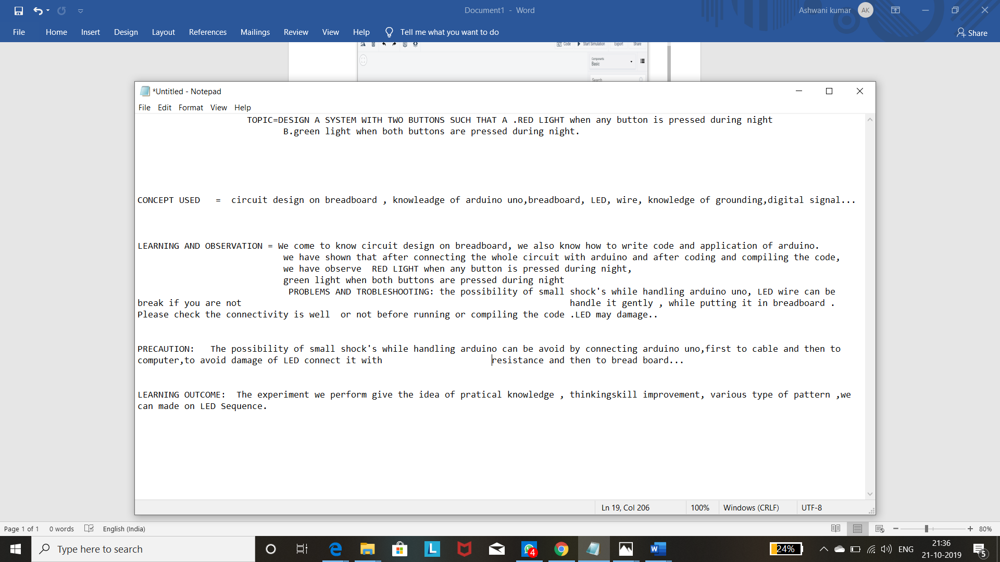 Document1 - Word
Ashwani kumar
AK
File Home Insert Design Layout References Mailings Review View Help Tell me what you want to do
Share
Code Start Simulation Export Share
Components
Basic
Search
*Untitled - Notepad
File Edit Format View Help
TOPIC=DESIGN A SYSTEM WITH TWO BUTTONS SUCH THAT A .RED LIGHT when any button is pressed during night
B.green light when both buttons are pressed during night.
CONCEPT USED = circuit design on breadboard , knowleadge of arduino uno,breadboard, LED, wire, knowledge of grounding,digital signal...
LEARNING AND OBSERVATION = We come to know circuit design on breadboard, we also know how to write code and application of arduino.
we have shown that after connecting the whole circuit with arduino and after coding and compiling the code,
we have observe RED LIGHT when any button is pressed during night,
green light when both buttons are pressed during night
PROBLEMS AND TROBLESHOOTING: the possibility of small shock's while handling arduino uno, LED wire can be
break if you are not handle it gently , while putting it in breadboard .
Please check the connectivity is well or not before running or compiling the code .LED may damage..
PRECAUTION: The possibility of small shock's while handling arduino can be avoid by connecting arduino uno,first to cable and then to
computer,to avoid damage of LED connect it with resistance and then to bread board...
LEARNING OUTCOME: The experiment we perform give the idea of pratical knowledge , thinkingskill improvement, various type of pattern ,we
can made on LED Sequence.
Ln 19, Col 206 100% Windows (CRLF) UTF-8
Page 1 of 1 0 words English (India) 80%
Type here to search
L
4
24%
ENG
21:36
21-10-2019
5